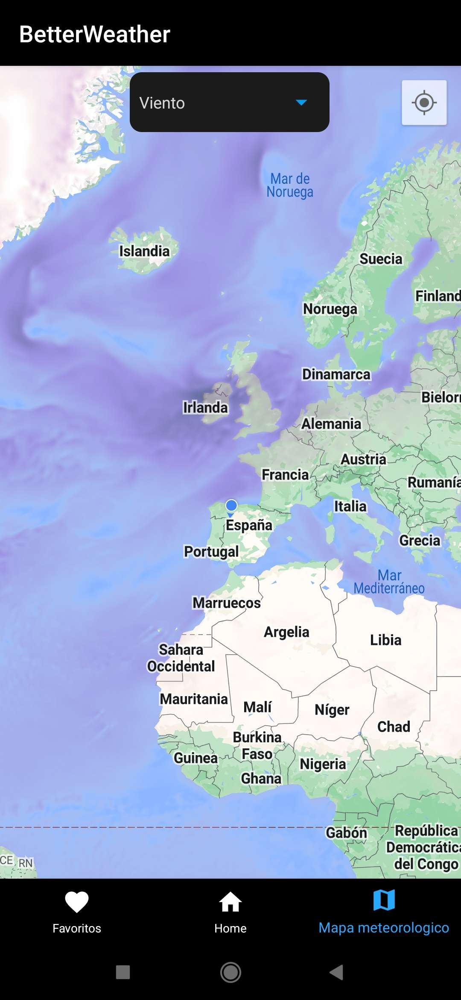 BetterWeather
Viento
Mar de
Noruega
Islandia
Suecia
Finland
Noruega
Dinamarca
Bielorr
Irlanda
Alemania
Austria
Francia
Rumanía
Italia
España
Grecia
Portugal
Mar
Mediterráneo
Marruecos
Argelia
Libia
Sahara
Occidental
Mauritania
Malí
Níger
Chad
Burkina
Faso
Guinea
Nigeria
Ghana
Gabón
República
Democrática
del Congo
CE
RN
Favoritos
Home
Mapa meteorologico